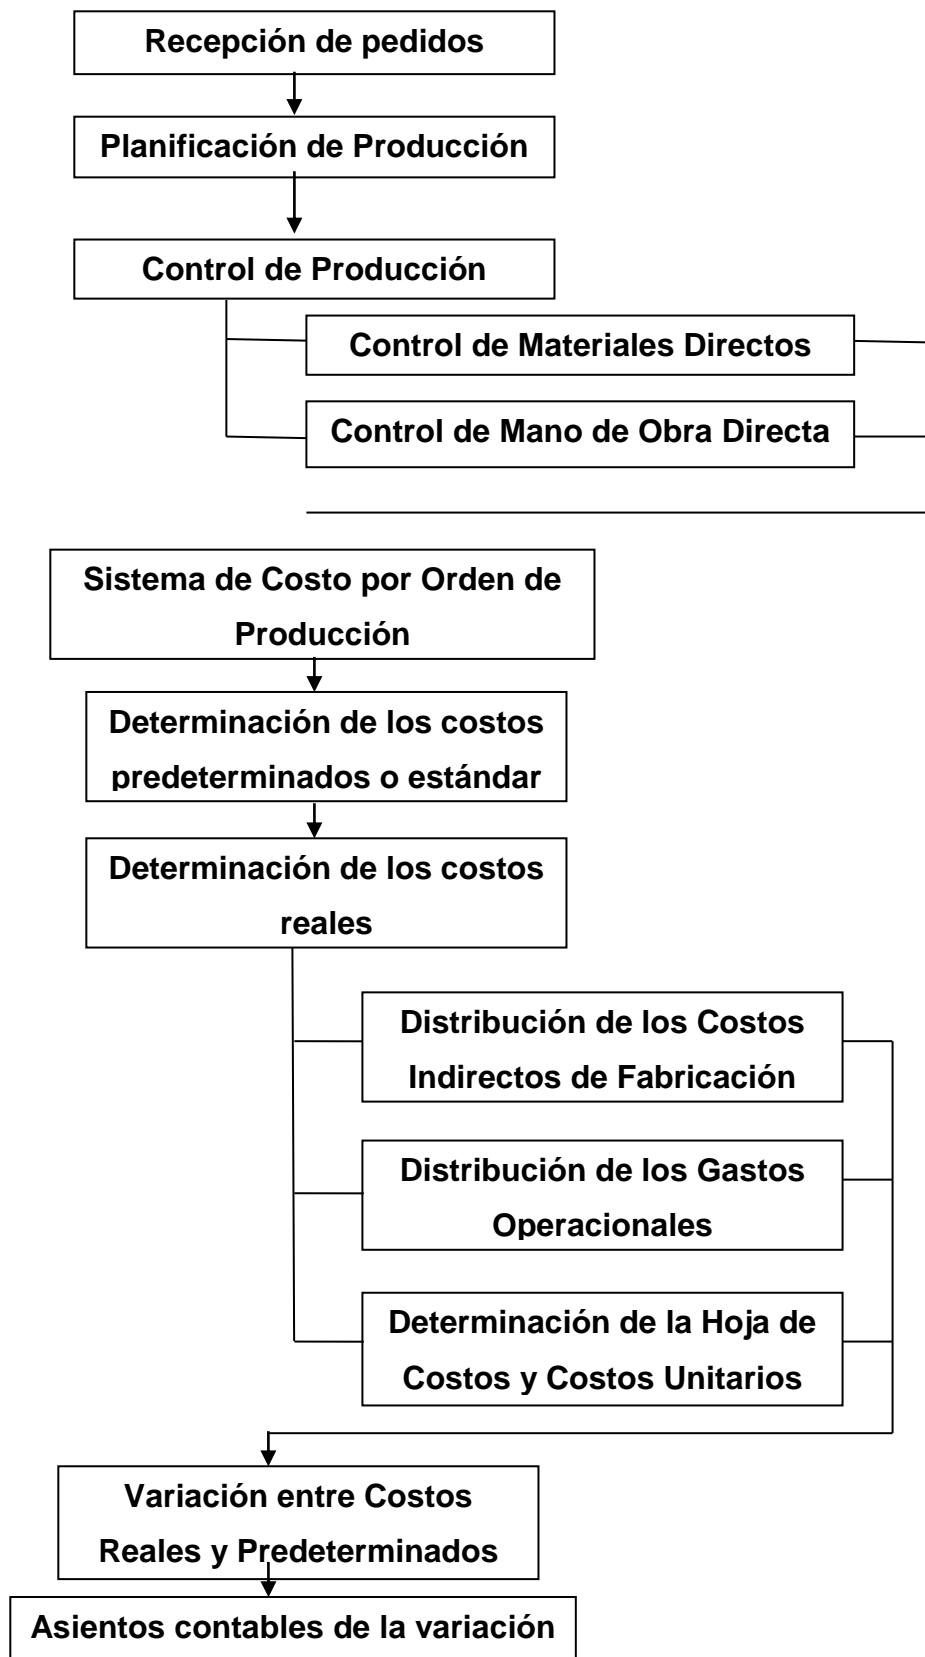 Recepción de pedidos
Planificación de Producción
Control de Producción
Control de Materiales Directos
Control de Mano de Obra Directa
Sistema de Costo por Orden de
Producción
Determinación de los costos
predeterminados o estándar
Determinación de los costos
reales
Distribución de los Costos
Indirectos de Fabricación
Distribución de los Gastos
Operacionales
Determinación de la Hoja de
Costos y Costos Unitarios
Variación entre Costos
Reales y Predeterminados
Asientos contables de la variación